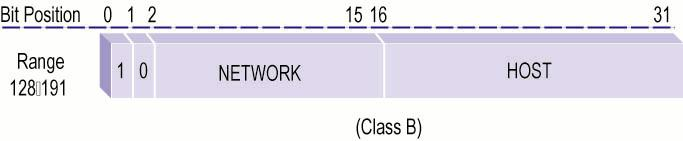 Bit Position 0 1 2 15 16 31
Range
128▯191
1 0 NETWORK HOST
(Class B)